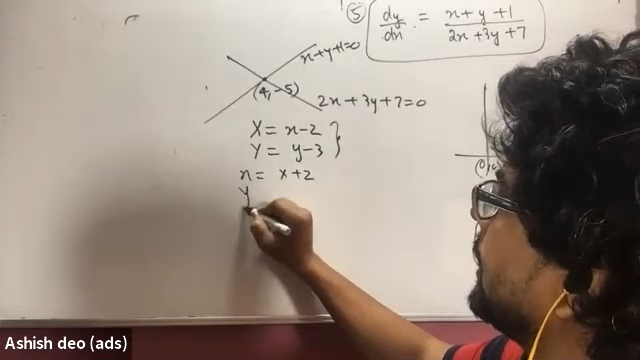 ⑤ dy/dx = x+y+1 / 2x+3y+7
x+y+1=0
(4,-5)
2x+3y+7=0
X = x-2 }
Y = y-3
x = X+2
y
Ashish deo (ads)